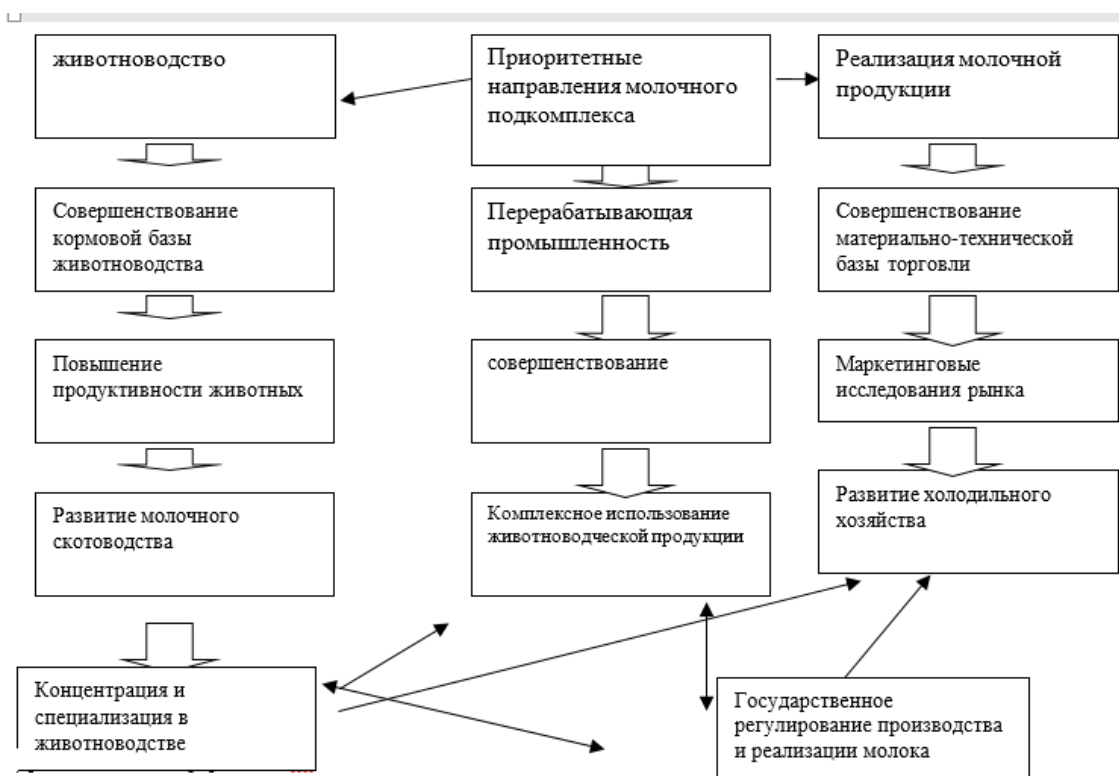 животноводство
Приоритетные
направления молочного
подкомплекса
Реализация молочной
продукции
Совершенствование
кормовой базы
животноводства
Перерабатывающая
промышленность
Совершенствование
материально-технической
базы торговли
Повышение
продуктивности животных
совершенствование
Маркетинговые
исследования рынка
Развитие молочного
скотоводства
Комплексное использование
животноводческой продукции
Развитие холодильного
хозяйства
Концентрация и
специализация в
животноводстве
Государственное
регулирование производства
и реализации молока